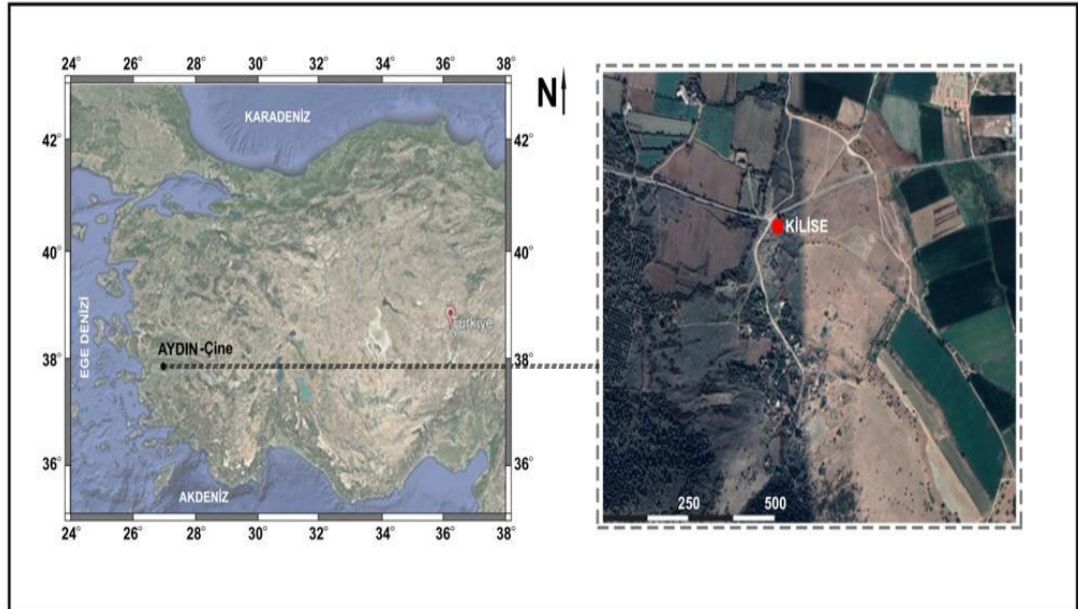 24° 26° 28° 30° 32° 34° 36° 38°
42° 42°
40° 40°
38° 38°
36° 36°
24° 26° 28° 30° 32° 34° 36° 38°
KARADENİZ
EGE DENİZİ
AKDENİZ
Türkiye
AYDIN-Çine
N
KİLİSE
250 500